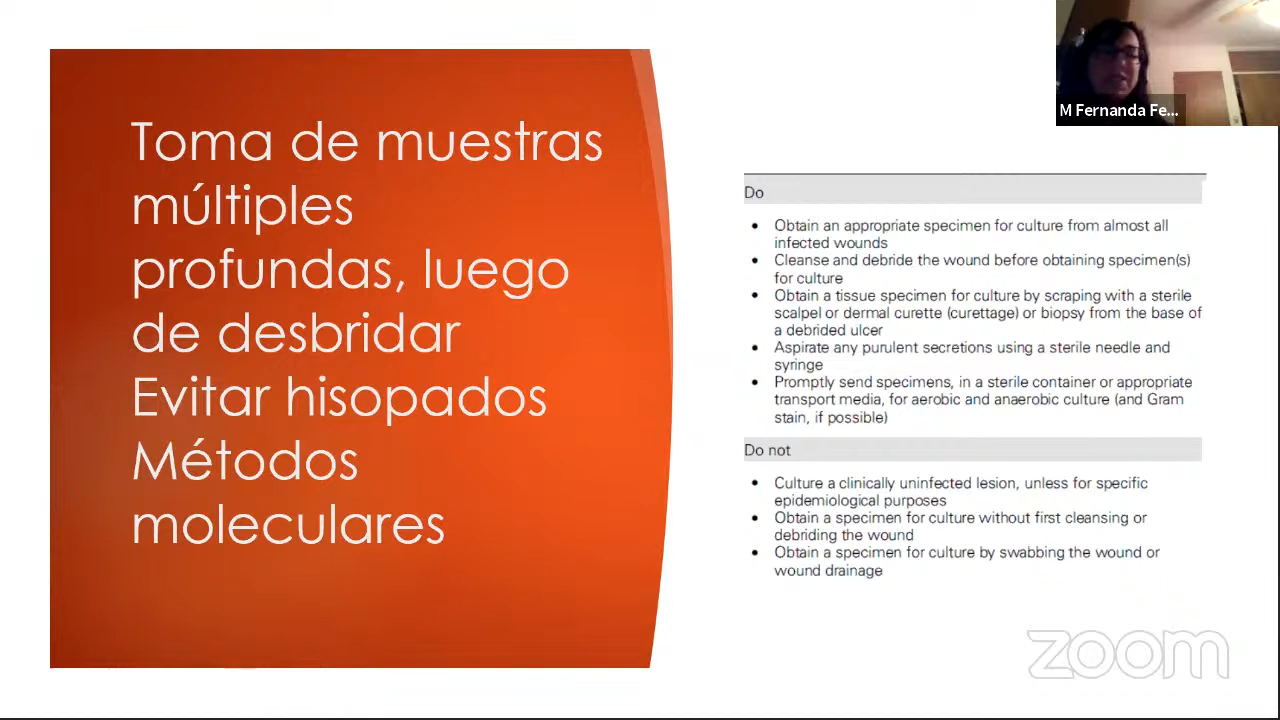 Toma de muestras
múltiples
profundas, luego
de desbridar
Evitar hisopados
Métodos
moleculares
M Fernanda Fe...
Do
• Obtain an appropriate specimen for culture from almost all
infected wounds
• Cleanse and debride the wound before obtaining specimen(s)
for culture
• Obtain a tissue specimen for culture by scraping with a sterile
scalpel or dermal curette (curettage) or biopsy from the base of
a debrided ulcer
• Aspirate any purulent secretions using a sterile needle and
syringe
• Promptly send specimens, in a sterile container or appropriate
transport media, for aerobic and anaerobic culture (and Gram
stain, if possible)
Do not
• Culture a clinically uninfected lesion, unless for specific
epidemiological purposes
• Obtain a specimen for culture without first cleansing or
debriding the wound
• Obtain a specimen for culture by swabbing the wound or
wound drainage
zoom